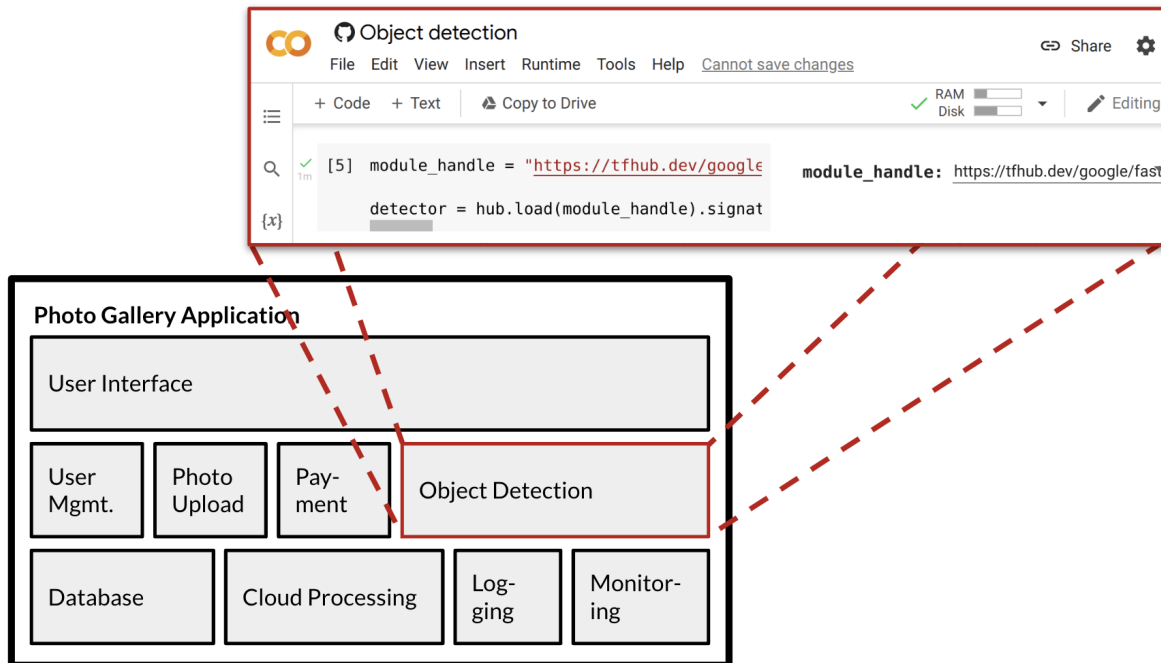 Object detection
File Edit View Insert Runtime Tools Help Cannot save changes
Share
+ Code + Text Copy to Drive
RAM
Disk
Editing
1m
[5] module_handle = "https://tfhub.dev/google
detector = hub.load(module_handle).signat
module_handle: https://tfhub.dev/google/fast
{x}
Photo Gallery Application
User Interface
User
Mgmt.
Photo
Upload
Pay-
ment
Object Detection
Database
Cloud Processing
Log-
ging
Monitor-
ing